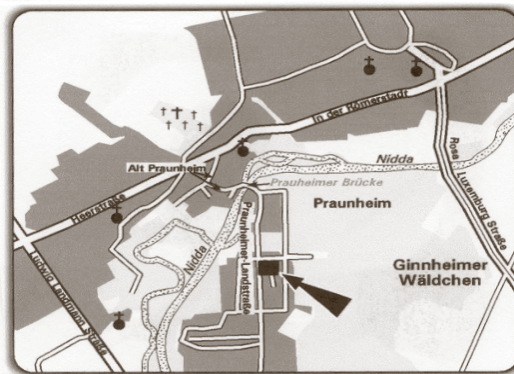 In der Römerstadt
Alt Praunheim
Nidda
Prauheimer Brücke
Heerstraße
Praunheim
Rosa Luxemburg Straße
Praunheimer-Landstraße
Nidda
Ginnheimer
Wäldchen
Ludwig Landmann Straße